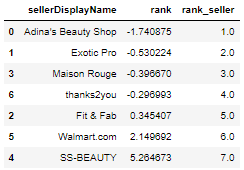 sellerDisplayName rank rank_seller
0 Adina's Beauty Shop -1.740875 1.0
1 Exotic Pro -0.530224 2.0
3 Maison Rouge -0.396670 3.0
6 thanks2you -0.296993 4.0
2 Fit & Fab 0.345407 5.0
5 Walmart.com 2.149692 6.0
4 SS-BEAUTY 5.264673 7.0